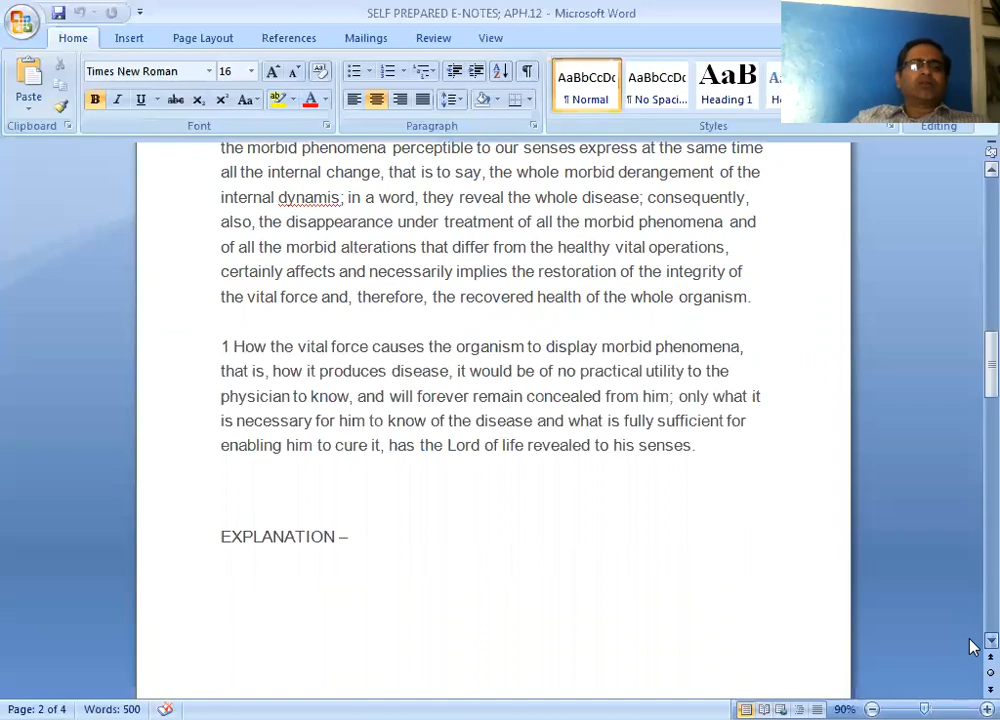 SELF PREPARED E-NOTES; APH.12 - Microsoft Word
Home Insert Page Layout References Mailings Review View
Times New Roman 16
AaBbCcDc AaBbCcDc AaBb
Paste
B I U abc X₂ X² Aa
¶ Normal ¶ No Spaci... Heading 1
Clipboard Font Paragraph Styles Editing
the morbid phenomena perceptible to our senses express at the same time
all the internal change, that is to say, the whole morbid derangement of the
internal dynamis; in a word, they reveal the whole disease; consequently,
also, the disappearance under treatment of all the morbid phenomena and
of all the morbid alterations that differ from the healthy vital operations,
certainly affects and necessarily implies the restoration of the integrity of
the vital force and, therefore, the recovered health of the whole organism.
1 How the vital force causes the organism to display morbid phenomena,
that is, how it produces disease, it would be of no practical utility to the
physician to know, and will forever remain concealed from him; only what it
is necessary for him to know of the disease and what is fully sufficient for
enabling him to cure it, has the Lord of life revealed to his senses.
EXPLANATION –
Page: 2 of 4 Words: 500 90%